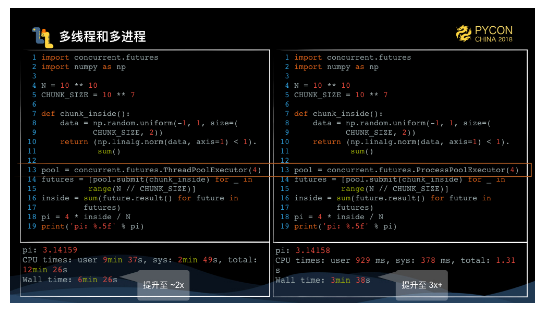 多线程和多进程
PYCON
CHINA 2018
1 import concurrent.futures
2 import numpy as np
3
4 N = 10 ** 10
5 CHUNK_SIZE = 10 ** 7
6
7 def chunk_inside():
8 data = np.random.uniform(-1, 1, size=(
9 CHUNK_SIZE, 2))
10 return (np.linalg.norm(data, axis=1) < 1).
11 sum()
12
13 pool = concurrent.futures.ThreadPoolExecutor(4)
14 futures = [pool.submit(chunk_inside) for _ in
15 range(N // CHUNK_SIZE)]
16 inside = sum(future.result() for future in
17 futures)
18 pi = 4 * inside / N
19 print('pi: %.5f' % pi)
pi: 3.14159
CPU times: user 9min 37s, sys: 2min 49s, total:
12min 26s
Wall time: 6min 26s
提升至 ~2x
1 import concurrent.futures
2 import numpy as np
3
4 N = 10 ** 10
5 CHUNK_SIZE = 10 ** 7
6
7 def chunk_inside():
8 data = np.random.uniform(-1, 1, size=(
9 CHUNK_SIZE, 2))
10 return (np.linalg.norm(data, axis=1) < 1).
11 sum()
12
13 pool = concurrent.futures.ProcessPoolExecutor(4)
14 futures = [pool.submit(chunk_inside) for _ in
15 range(N // CHUNK_SIZE)]
16 inside = sum(future.result() for future in
17 futures)
18 pi = 4 * inside / N
19 print('pi: %.5f' % pi)
pi: 3.14158
CPU times: user 929 ms, sys: 378 ms, total: 1.31
s
Wall time: 3min 38s
提升至 3x+